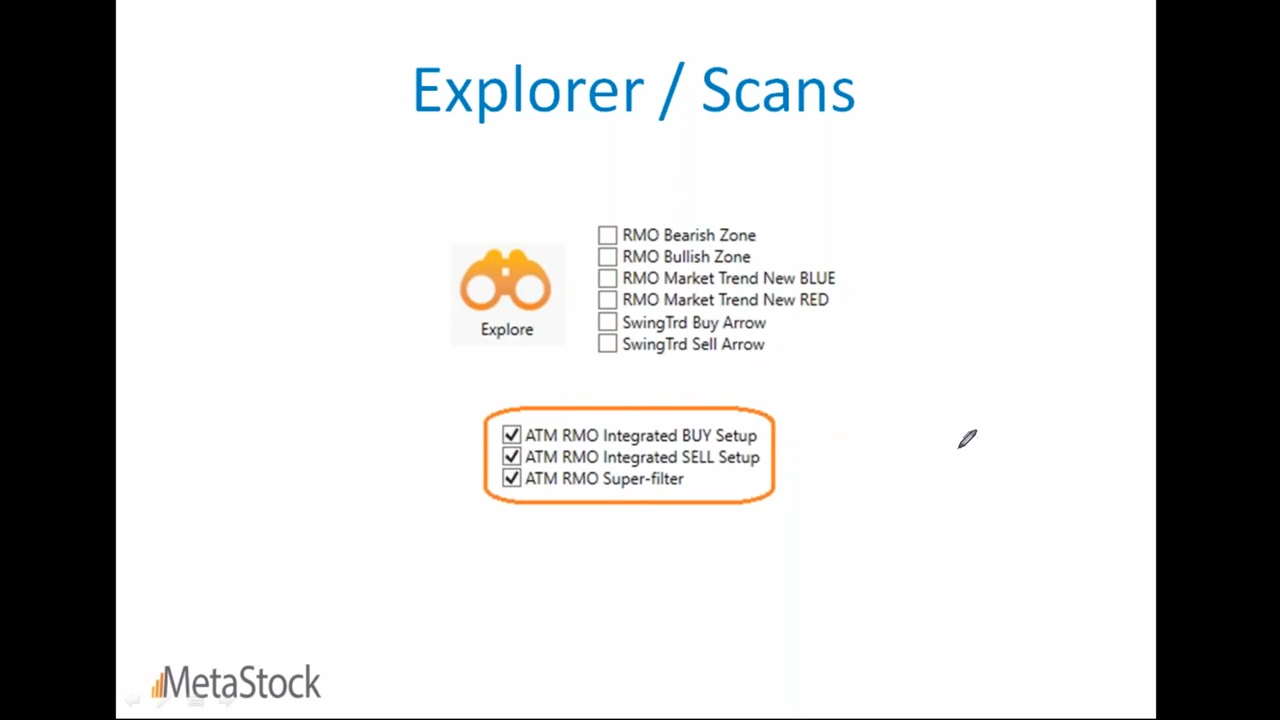 Explorer / Scans
RMO Bearish Zone
RMO Bullish Zone
RMO Market Trend New BLUE
RMO Market Trend New RED
SwingTrd Buy Arrow
SwingTrd Sell Arrow
Explore
ATM RMO Integrated BUY Setup
ATM RMO Integrated SELL Setup
ATM RMO Super-filter
MetaStock